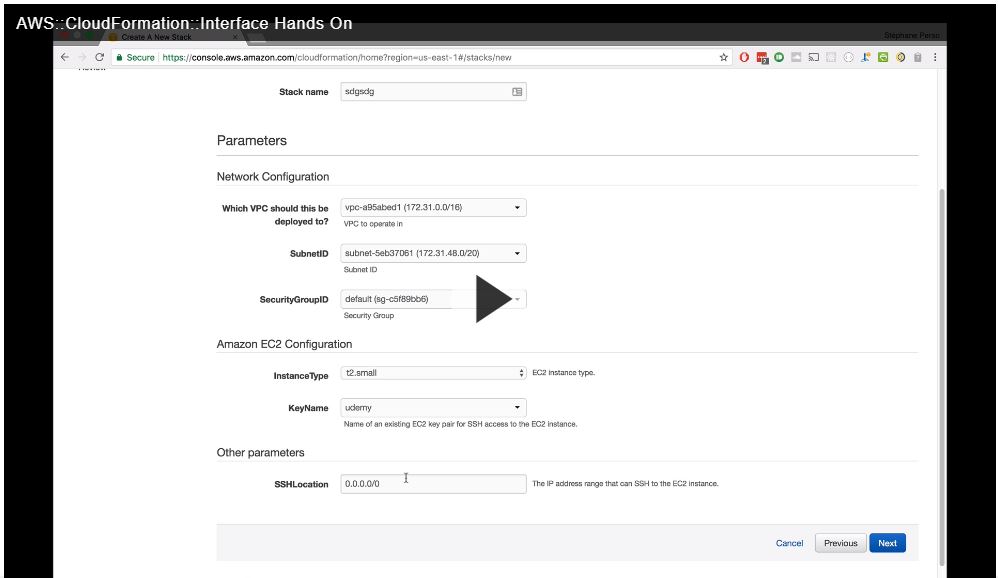 AWS::CloudFormation::Interface Hands On
Create A New Stack
Stephane Perso
Secure https://console.aws.amazon.com/cloudformation/home?region=us-east-1#/stacks/new
Review
Stack name sdgsdg
Parameters
Network Configuration
Which VPC should this be
deployed to?
vpc-a95abed1 (172.31.0.0/16)
VPC to operate in
SubnetID subnet-5eb37061 (172.31.48.0/20)
Subnet ID
SecurityGroupID default (sg-c5f89bb6)
Security Group
Amazon EC2 Configuration
InstanceType t2.small EC2 instance type.
KeyName udemy
Name of an existing EC2 key pair for SSH access to the EC2 instance.
Other parameters
SSHLocation 0.0.0.0/0 The IP address range that can SSH to the EC2 instance.
Cancel Previous Next